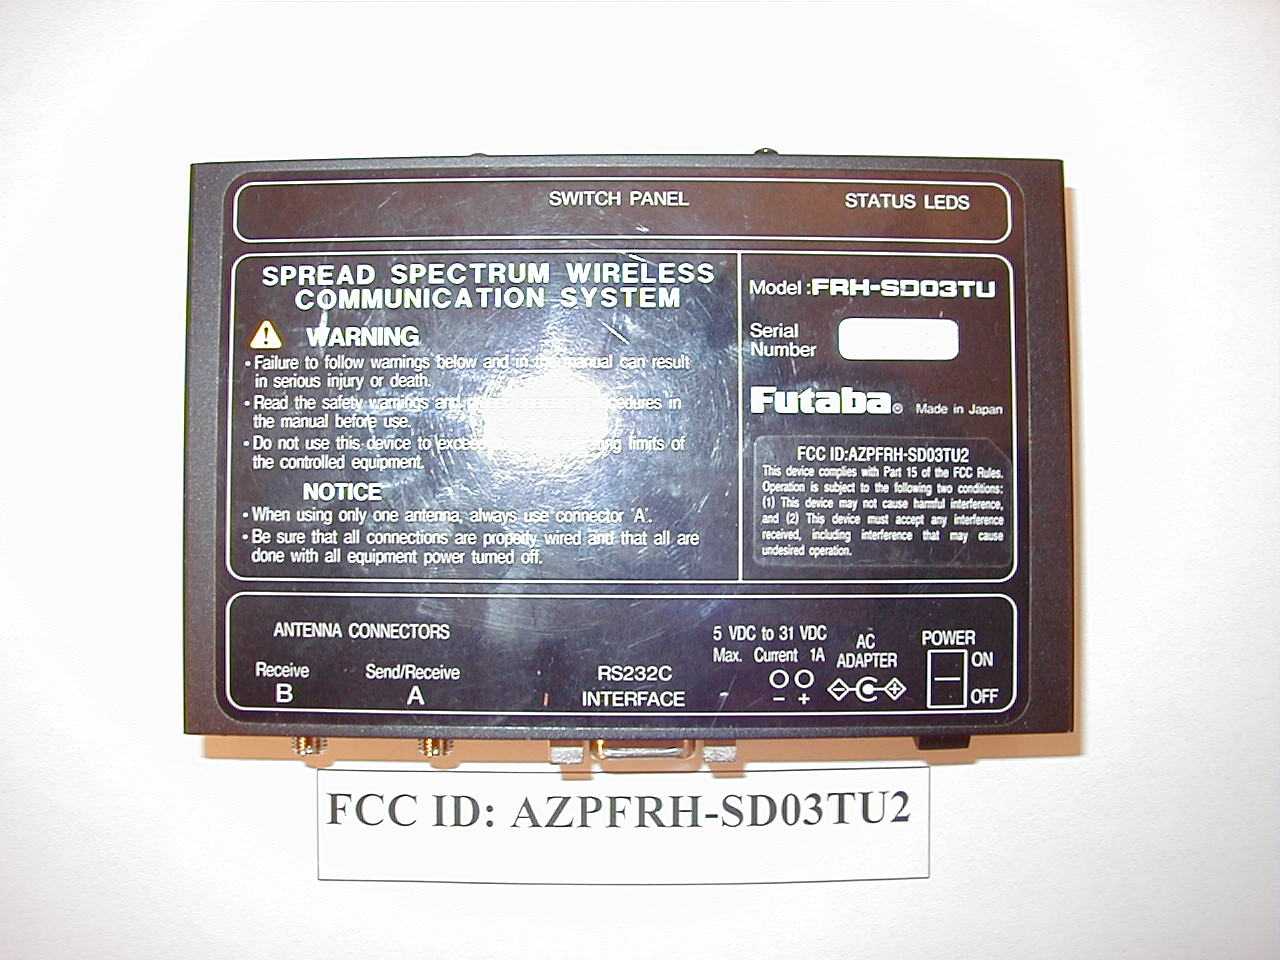 SWITCH PANEL
STATUS LEDS
SPREAD SPECTRUM WIRELESS
COMMUNICATION SYSTEM
WARNING
• Failure to follow warnings below and in the manual can result
in serious injury or death.
• Read the safety warnings and procedures in
the manual before use.
• Do not use this device to limits of
the controlled equipment.
NOTICE
• When using only one antenna, always use connector 'A'.
• Be sure that all connections are properly wired and that all are
done with all equipment power turned off.
Model : FRH-SD03TU
Serial
Number
Futaba® Made in Japan
FCC ID:AZPFRH-SD03TU2
This device complies with Part 15 of the FCC Rules.
Operation is subject to the following two conditions:
(1) This device may not cause harmful interference,
and (2) This device must accept any interference
received, including interference that may cause
undesired operation.
ANTENNA CONNECTORS
Receive
B
Send/Receive
A
RS232C
INTERFACE
5 VDC to 31 VDC
Max. Current 1A
- +
AC
ADAPTER
POWER
ON
OFF
FCC ID: AZPFRH-SD03TU2